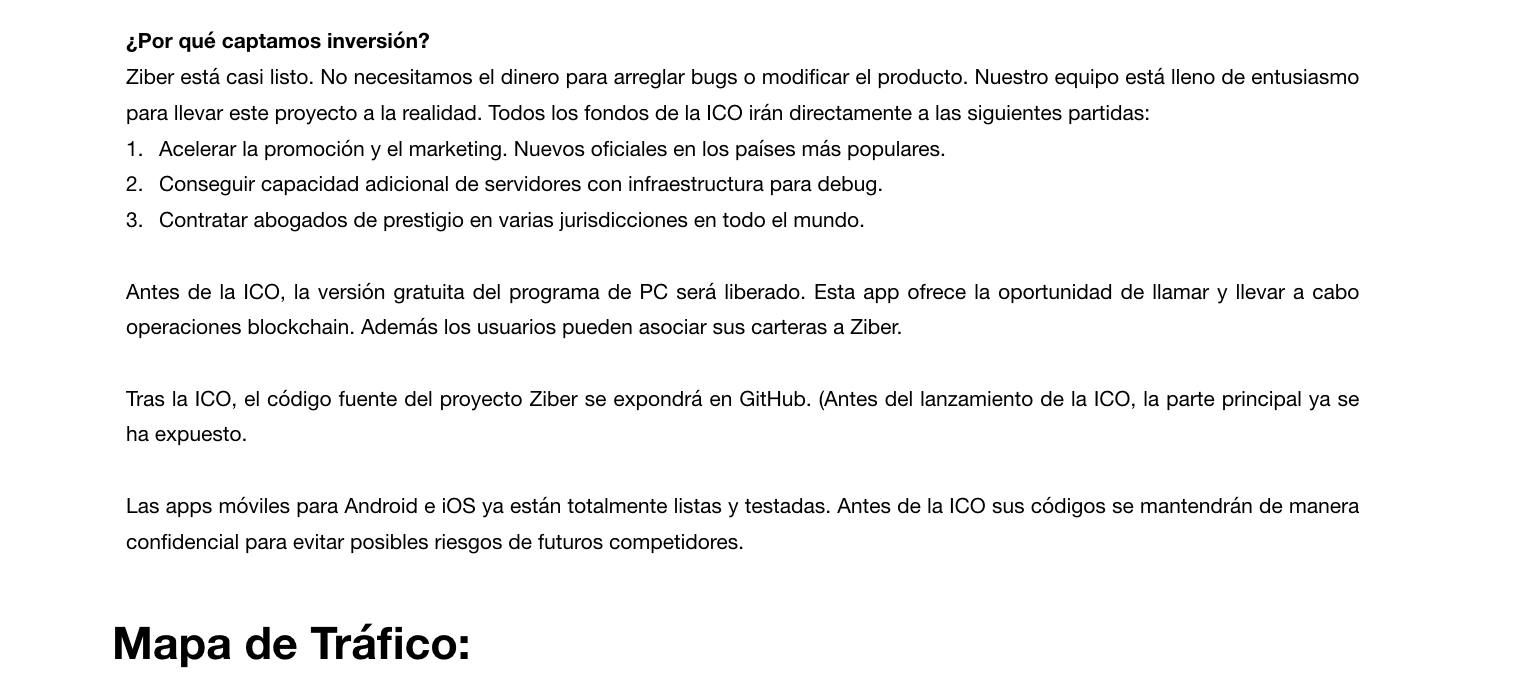 ¿Por qué captamos inversión?
Ziber está casi listo. No necesitamos el dinero para arreglar bugs o modificar el producto. Nuestro equipo está lleno de entusiasmo
para llevar este proyecto a la realidad. Todos los fondos de la ICO irán directamente a las siguientes partidas:
1. Acelerar la promoción y el marketing. Nuevos oficiales en los países más populares.
2. Conseguir capacidad adicional de servidores con infraestructura para debug.
3. Contratar abogados de prestigio en varias jurisdicciones en todo el mundo.
Antes de la ICO, la versión gratuita del programa de PC será liberado. Esta app ofrece la oportunidad de llamar y llevar a cabo
operaciones blockchain. Además los usuarios pueden asociar sus carteras a Ziber.
Tras la ICO, el código fuente del proyecto Ziber se expondrá en GitHub. (Antes del lanzamiento de la ICO, la parte principal ya se
ha expuesto.
Las apps móviles para Android e iOS ya están totalmente listas y testadas. Antes de la ICO sus códigos se mantendrán de manera
confidencial para evitar posibles riesgos de futuros competidores.
Mapa de Tráfico: